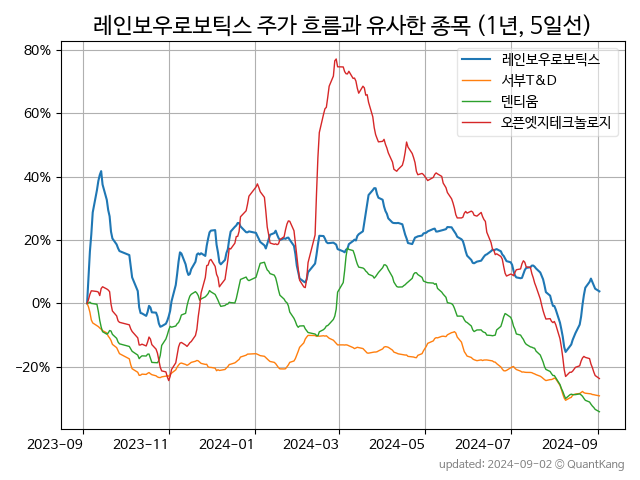 레인보우로보틱스 주가 흐름과 유사한 종목 (1년, 5일선)
레인보우로보틱스
서부T&D
덴티움
오픈엣지테크놀로지
80%
60%
40%
20%
0%
−20%
2023-09 2023-11 2024-01 2024-03 2024-05 2024-07 2024-09
updated: 2024-09-02 © QuantKang